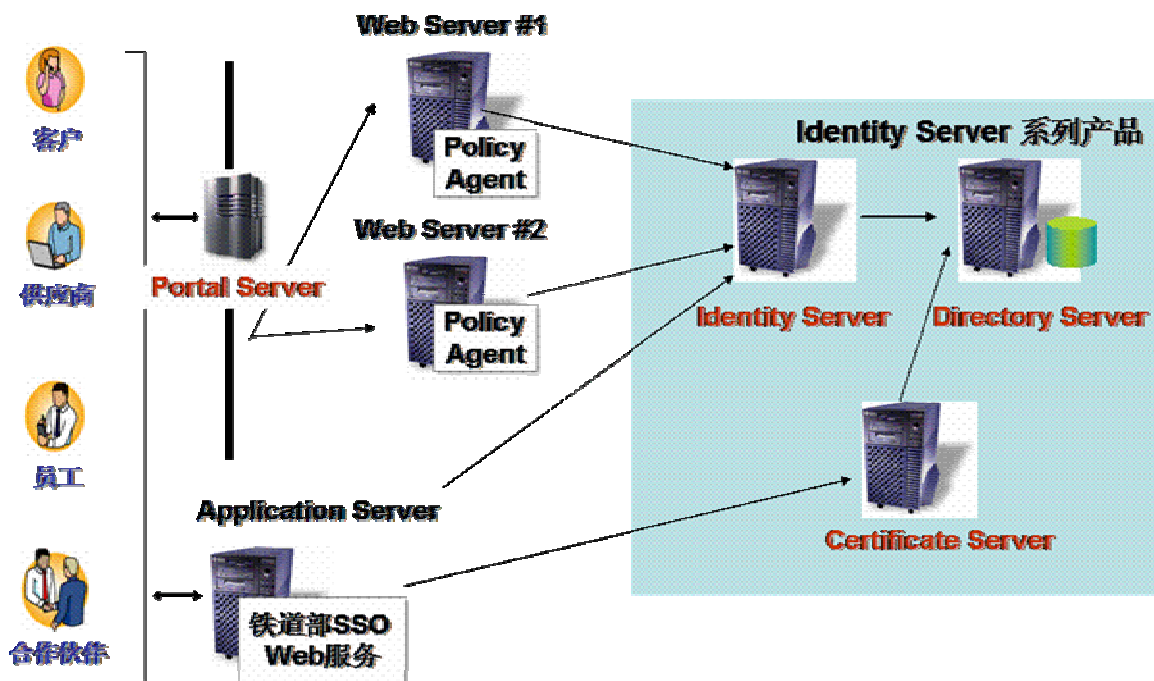 Web Server #1
客户
Policy
Agent
Identity Server 系列产品
Web Server #2
供应商
Portal Server
Policy
Agent
Identity Server
Directory Server
员工
Application Server
Certificate Server
合作伙伴
铁道部SSO
Web服务